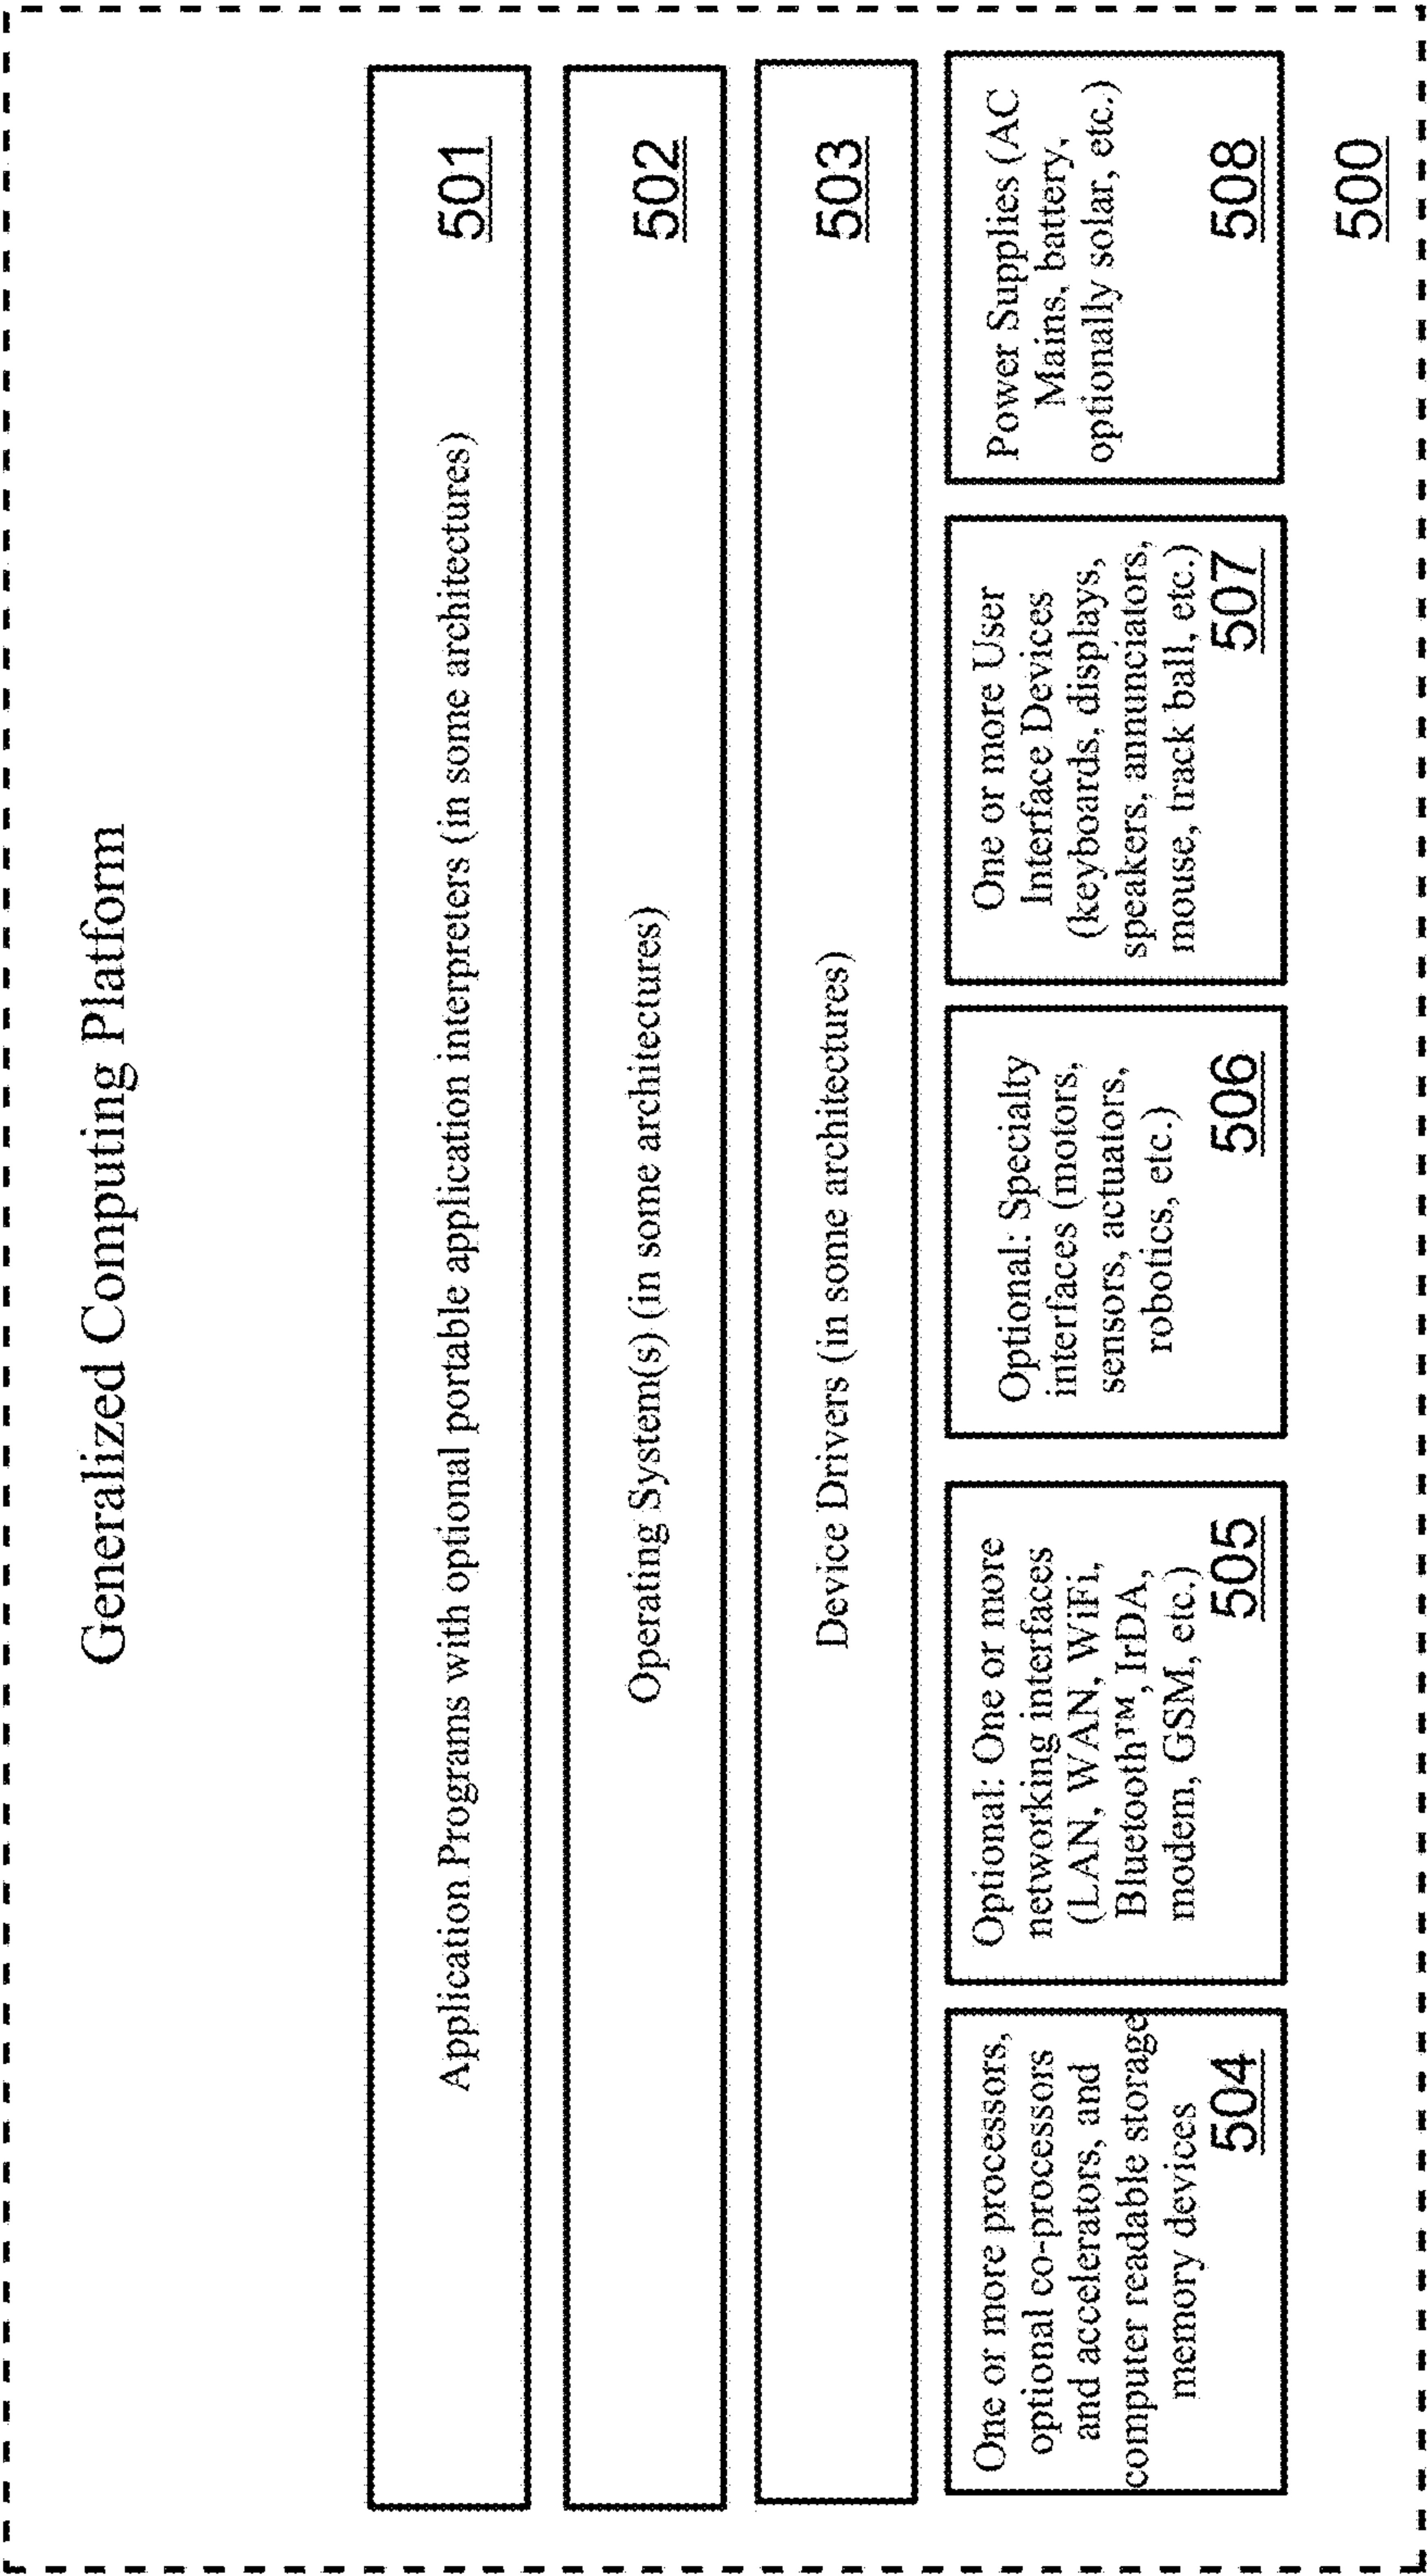 Generalized Computing Platform
Application Programs with optional portable application interpreters (in some architectures)
501
Operating System(s) (in some architectures)
502
Device Drivers (in some architectures)
503
One or more processors,
optional co-processors
and accelerators, and
computer readable storage
memory devices
504
Optional: One or more
networking interfaces
(LAN, WAN, WiFi,
Bluetooth™, IrDA,
modem, GSM, etc.)
505
Optional: Specialty
interfaces (motors,
sensors, actuators,
robotics, etc.)
506
One or more User
Interface Devices
(keyboards, displays,
speakers, annunciators,
mouse, track ball, etc.)
507
Power Supplies (AC
Mains, battery,
optionally solar, etc.)
508
500